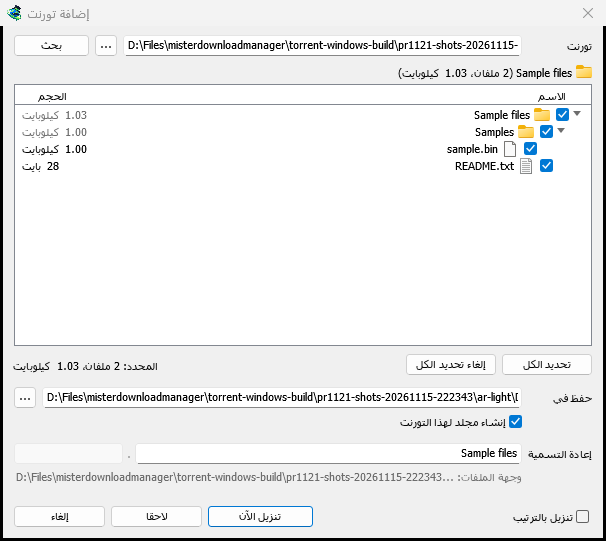 إضافة تورنت
تورنت D:\Files\misterdownloadmanager\torrent-windows-build\pr1121-shots-20261115- ... بحث
Sample files (2 ملفان، 1.03 كيلوبايت)
الاسم الحجم
Sample files 1.03 كيلوبايت
Samples 1.00 كيلوبايت
sample.bin 1.00 كيلوبايت
README.txt 28 بايت
تحديد الكل إلغاء تحديد الكل المحدد: 2 ملفان، 1.03 كيلوبايت
حفظ في D:\Files\misterdownloadmanager\torrent-windows-build\pr1121-shots-20261115-222343\ar-light\ ...
إنشاء مجلد لهذا التورنت
إعادة التسمية Sample files .
وجهة الملفات: D:\Files\misterdownloadmanager\torrent-windows-build\pr1121-shots-20261115-222343...
تنزيل بالترتيب تنزيل الآن لاحقا إلغاء